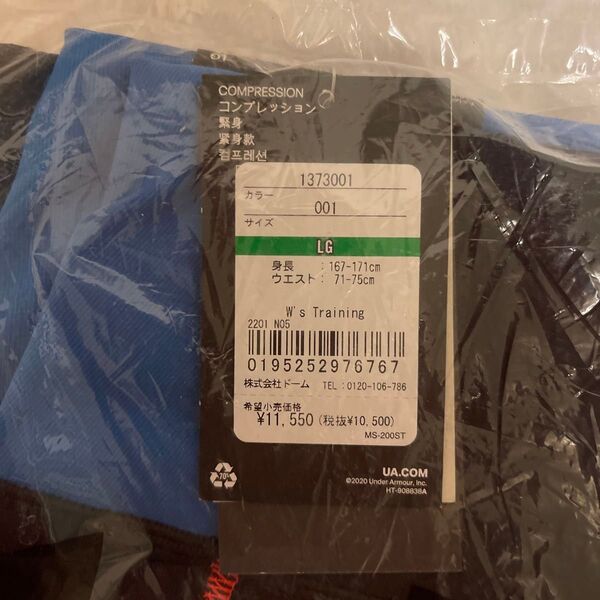 COMPRESSION
コンプレッション
緊身
紧身款
컴프레션
1373001
カラー
001
サイズ
LG
身長 : 167-171cm
ウエスト : 71-75cm
W's Training
2201 N05
0195252976767
株式会社ドーム TEL:0120-106-786
希望小売価格
¥11,550 (税抜¥10,500)
MS-200ST
70%
UA.COM
©2020 Under Armour, Inc.
HT-908838A